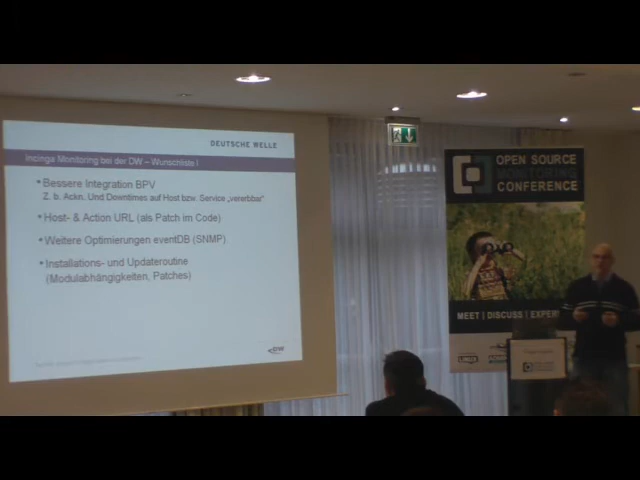 DEUTSCHE WELLE
Incinga Monitoring bei der DW – Wunschliste I
• Bessere Integration BPV
Z. b. Ackn. Und Downtimes auf Host bzw. Service „vererbbar"
• Host- & Action URL (als Patch im Code)
• Weitere Optimierungen eventDB (SNMP)
• Installations- und Updateroutine
(Modulabhängigkeiten, Patches)
DW
OPEN SOURCE
MONITORING
CONFERENCE
MEET | DISCUSS | EXPER